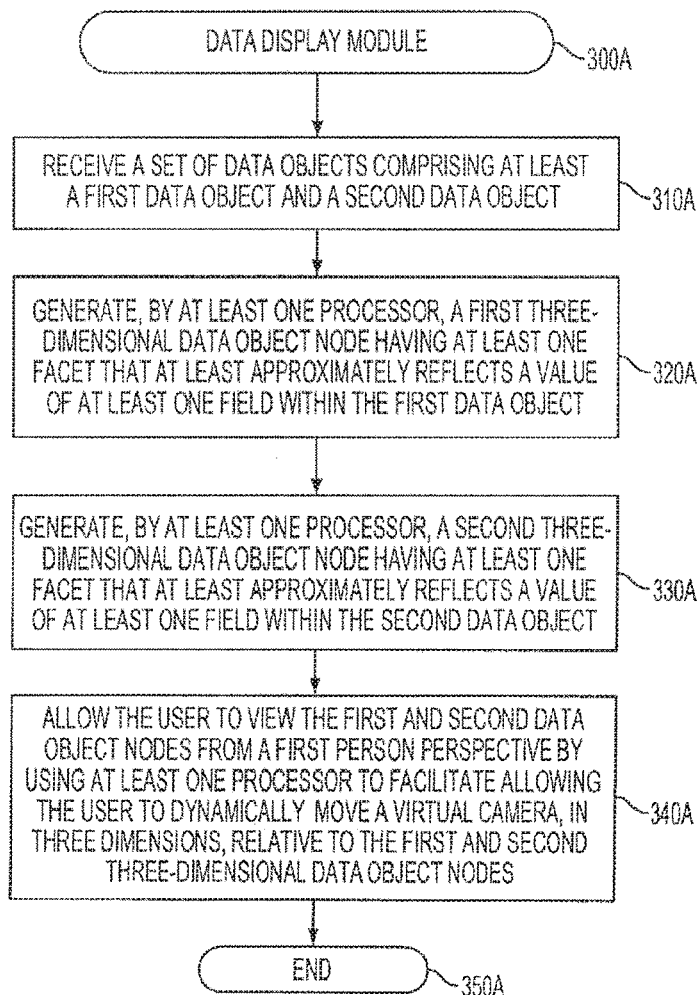 DATA DISPLAY MODULE
300A
RECEIVE A SET OF DATA OBJECTS COMPRISING AT LEAST
A FIRST DATA OBJECT AND A SECOND DATA OBJECT
310A
GENERATE, BY AT LEAST ONE PROCESSOR, A FIRST THREE-
DIMENSIONAL DATA OBJECT NODE HAVING AT LEAST ONE
FACET THAT AT LEAST APPROXIMATELY REFLECTS A VALUE
OF AT LEAST ONE FIELD WITHIN THE FIRST DATA OBJECT
320A
GENERATE, BY AT LEAST ONE PROCESSOR, A SECOND THREE-
DIMENSIONAL DATA OBJECT NODE HAVING AT LEAST ONE
FACET THAT AT LEAST APPROXIMATELY REFLECTS A VALUE
OF AT LEAST ONE FIELD WITHIN THE SECOND DATA OBJECT
330A
ALLOW THE USER TO VIEW THE FIRST AND SECOND DATA
OBJECT NODES FROM A FIRST PERSON PERSPECTIVE BY
USING AT LEAST ONE PROCESSOR TO FACILITATE ALLOWING
THE USER TO DYNAMICALLY MOVE A VIRTUAL CAMERA, IN
THREE DIMENSIONS, RELATIVE TO THE FIRST AND SECOND
THREE-DIMENSIONAL DATA OBJECT NODES
340A
END
350A